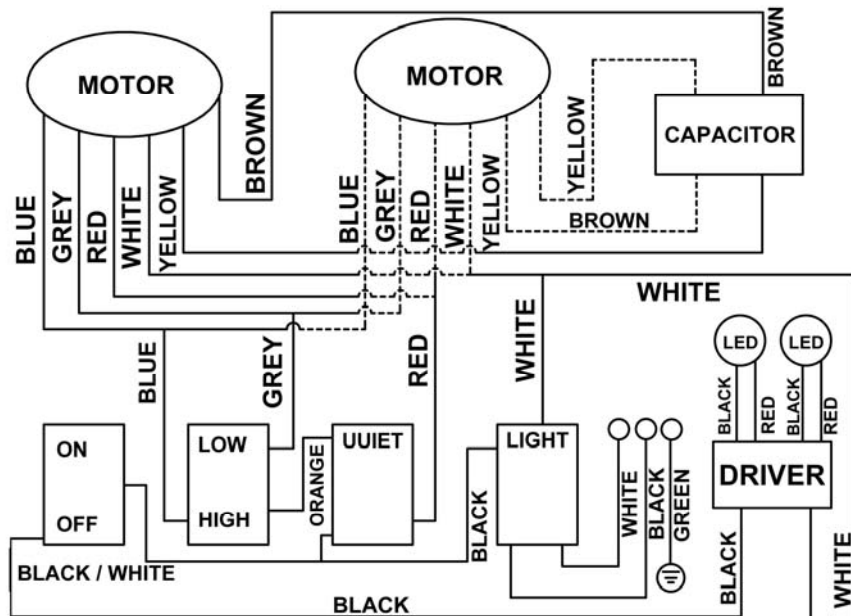 MOTOR
MOTOR
BROWN
CAPACITOR
BROWN
YELLOW
BROWN
BLUE
GREY
RED
WHITE
YELLOW
BLUE
GREY
RED
WHITE
YELLOW
WHITE
BLUE
GREY
RED
WHITE
LED
LED
BLACK
RED
BLACK
RED
ON
OFF
LOW
HIGH
ORANGE
UUIET
LIGHT
BLACK
WHITE
BLACK
GREEN
DRIVER
BLACK
WHITE
BLACK / WHITE
BLACK